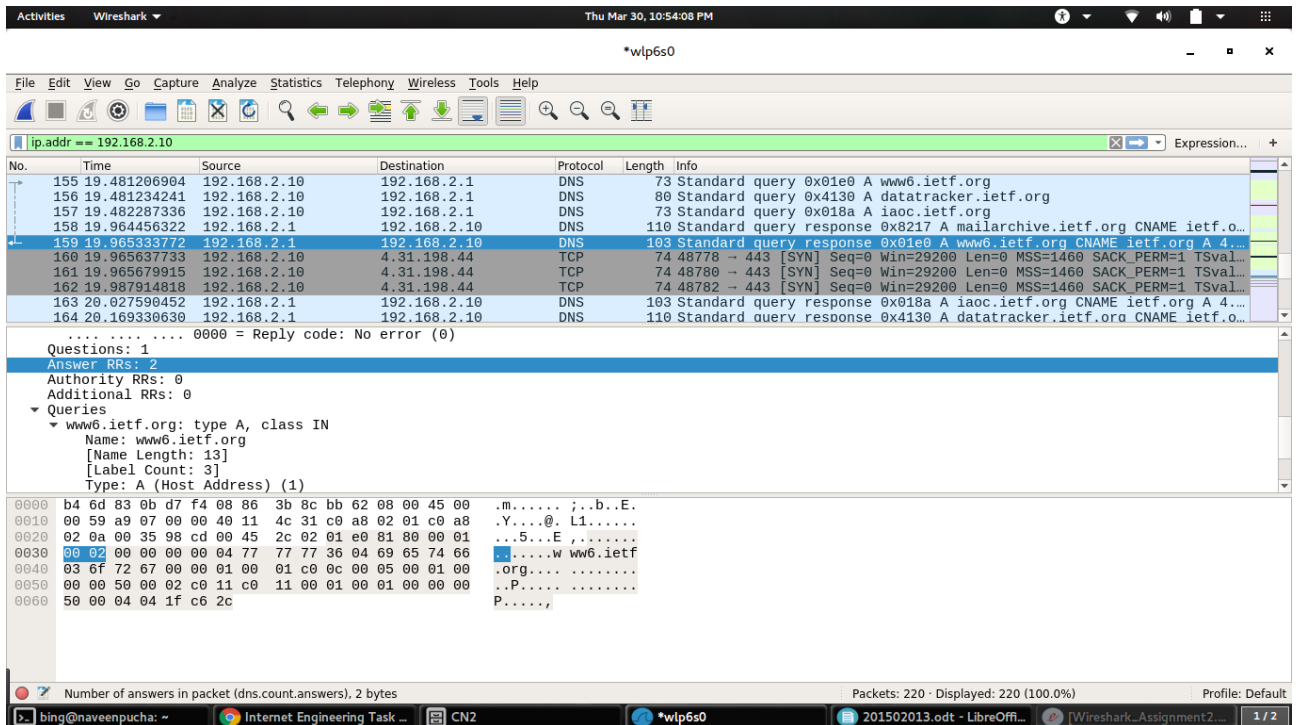 Activities Wireshark Thu Mar 30, 10:54:08 PM
*wlp6s0
File Edit View Go Capture Analyze Statistics Telephony Wireless Tools Help
ip.addr == 192.168.2.10 Expression... +
No. Time Source Destination Protocol Length Info
155 19.481206904 192.168.2.10 192.168.2.1 DNS 73 Standard query 0x01e0 A www6.ietf.org
156 19.481234241 192.168.2.10 192.168.2.1 DNS 80 Standard query 0x4130 A datatracker.ietf.org
157 19.482287336 192.168.2.10 192.168.2.1 DNS 73 Standard query 0x018a A iaoc.ietf.org
158 19.964456322 192.168.2.1 192.168.2.10 DNS 110 Standard query response 0x8217 A mailarchive.ietf.org CNAME ietf.o...
159 19.965333772 192.168.2.1 192.168.2.10 DNS 103 Standard query response 0x01e0 A www6.ietf.org CNAME ietf.org A 4....
160 19.965637733 192.168.2.10 4.31.198.44 TCP 74 48778 → 443 [SYN] Seq=0 Win=29200 Len=0 MSS=1460 SACK_PERM=1 TSval...
161 19.965679915 192.168.2.10 4.31.198.44 TCP 74 48780 → 443 [SYN] Seq=0 Win=29200 Len=0 MSS=1460 SACK_PERM=1 TSval...
162 19.987914818 192.168.2.10 4.31.198.44 TCP 74 48782 → 443 [SYN] Seq=0 Win=29200 Len=0 MSS=1460 SACK_PERM=1 TSval...
163 20.027590452 192.168.2.1 192.168.2.10 DNS 103 Standard query response 0x018a A iaoc.ietf.org CNAME ietf.org A 4....
164 20.169330630 192.168.2.1 192.168.2.10 DNS 110 Standard query response 0x4130 A datatracker.ietf.org CNAME ietf.o...
.... .... .... 0000 = Reply code: No error (0)
Questions: 1
Answer RRs: 2
Authority RRs: 0
Additional RRs: 0
Queries
www6.ietf.org: type A, class IN
Name: www6.ietf.org
[Name Length: 13]
[Label Count: 3]
Type: A (Host Address) (1)
0000 b4 6d 83 0b d7 f4 08 86 3b 8c bb 62 08 00 45 00 .m...... ;..b..E.
0010 00 59 a9 07 00 00 40 11 4c 31 c0 a8 02 01 c0 a8 .Y....@. L1......
0020 02 0a 00 35 98 cd 00 45 2c 02 01 e0 81 80 00 01 ...5...E ,.......
0030 00 02 00 00 00 00 04 77 77 77 36 04 69 65 74 66 .......w ww6.ietf
0040 03 6f 72 67 00 00 01 00 01 c0 0c 00 05 00 01 00 .org.... ........
0050 00 00 50 00 02 c0 11 c0 11 00 01 00 01 00 00 00 ..P..... ........
0060 50 00 04 04 1f c6 2c P.....,
Number of answers in packet (dns.count.answers), 2 bytes Packets: 220 · Displayed: 220 (100.0%) Profile: Default
bing@naveenpucha: ~ Internet Engineering Task ... CN2 *wlp6s0 201502013.odt - LibreOffi... [Wireshark_Assignment2.... 1 / 2